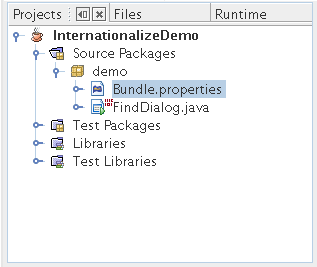 Projects Files Runtime
InternationalizeDemo
Source Packages
demo
Bundle.properties
FindDialog.java
Test Packages
Libraries
Test Libraries